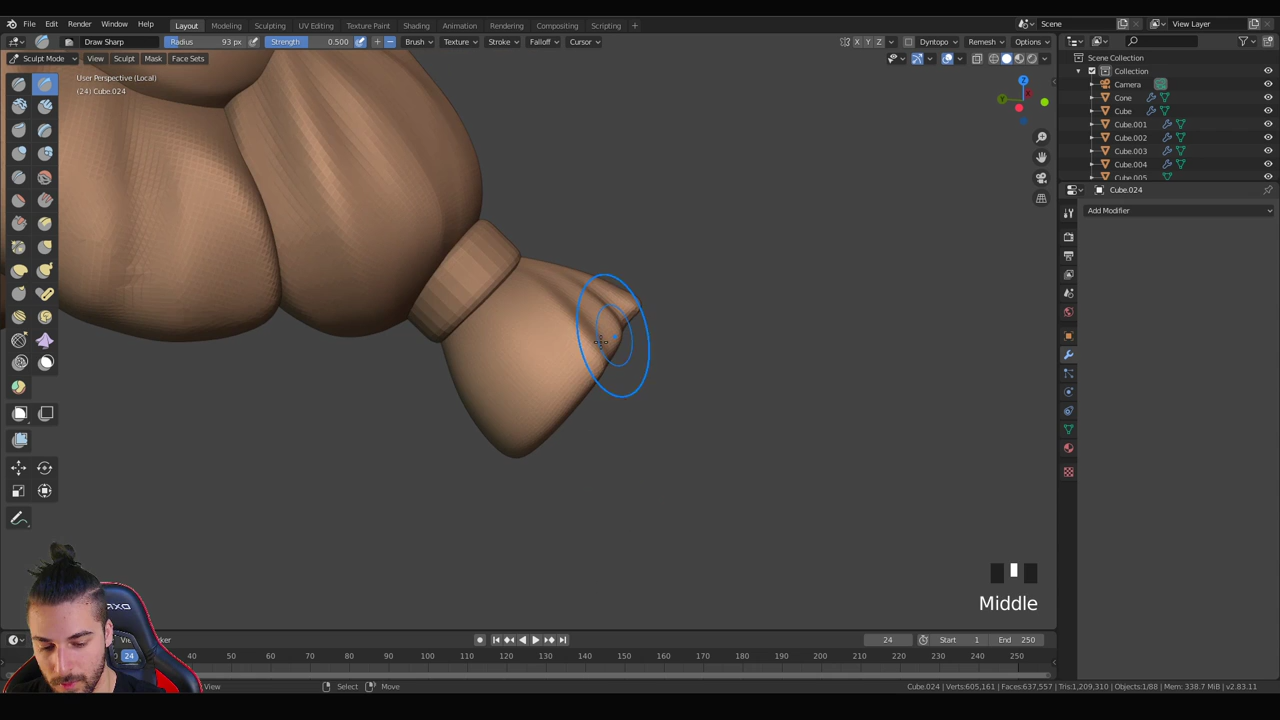 File Edit Render Window Help Layout Modeling Sculpting UV Editing Texture Paint Shading Animation Rendering Compositing Scripting + Scene View Layer
Draw Sharp Radius 93 px Strength 0.500 Brush Texture Stroke Falloff Cursor X Y Z Dyntopo Remesh Options
Sculpt Mode View Sculpt Mask Face Sets
Scene Collection
User Perspective (Local)
Collection
(24) Cube.024
Camera
Cone
Cube
Cube.001
Cube.002
Cube.003
Cube.004
Cube.005
Cube.024
Add Modifier
Z
Y
X
Middle
AXO
24 Start 1 End 250
24 40 50 60 70 80 90 100 110 120 130 140 150 160 170 180 190 200 210 220 230 240 250
View Select Move Cube.024 | Verts:605,161 | Faces:637,557 | Tris:1,209,310 | Objects:1/88 | Mem: 338.7 MiB | v2.83.11